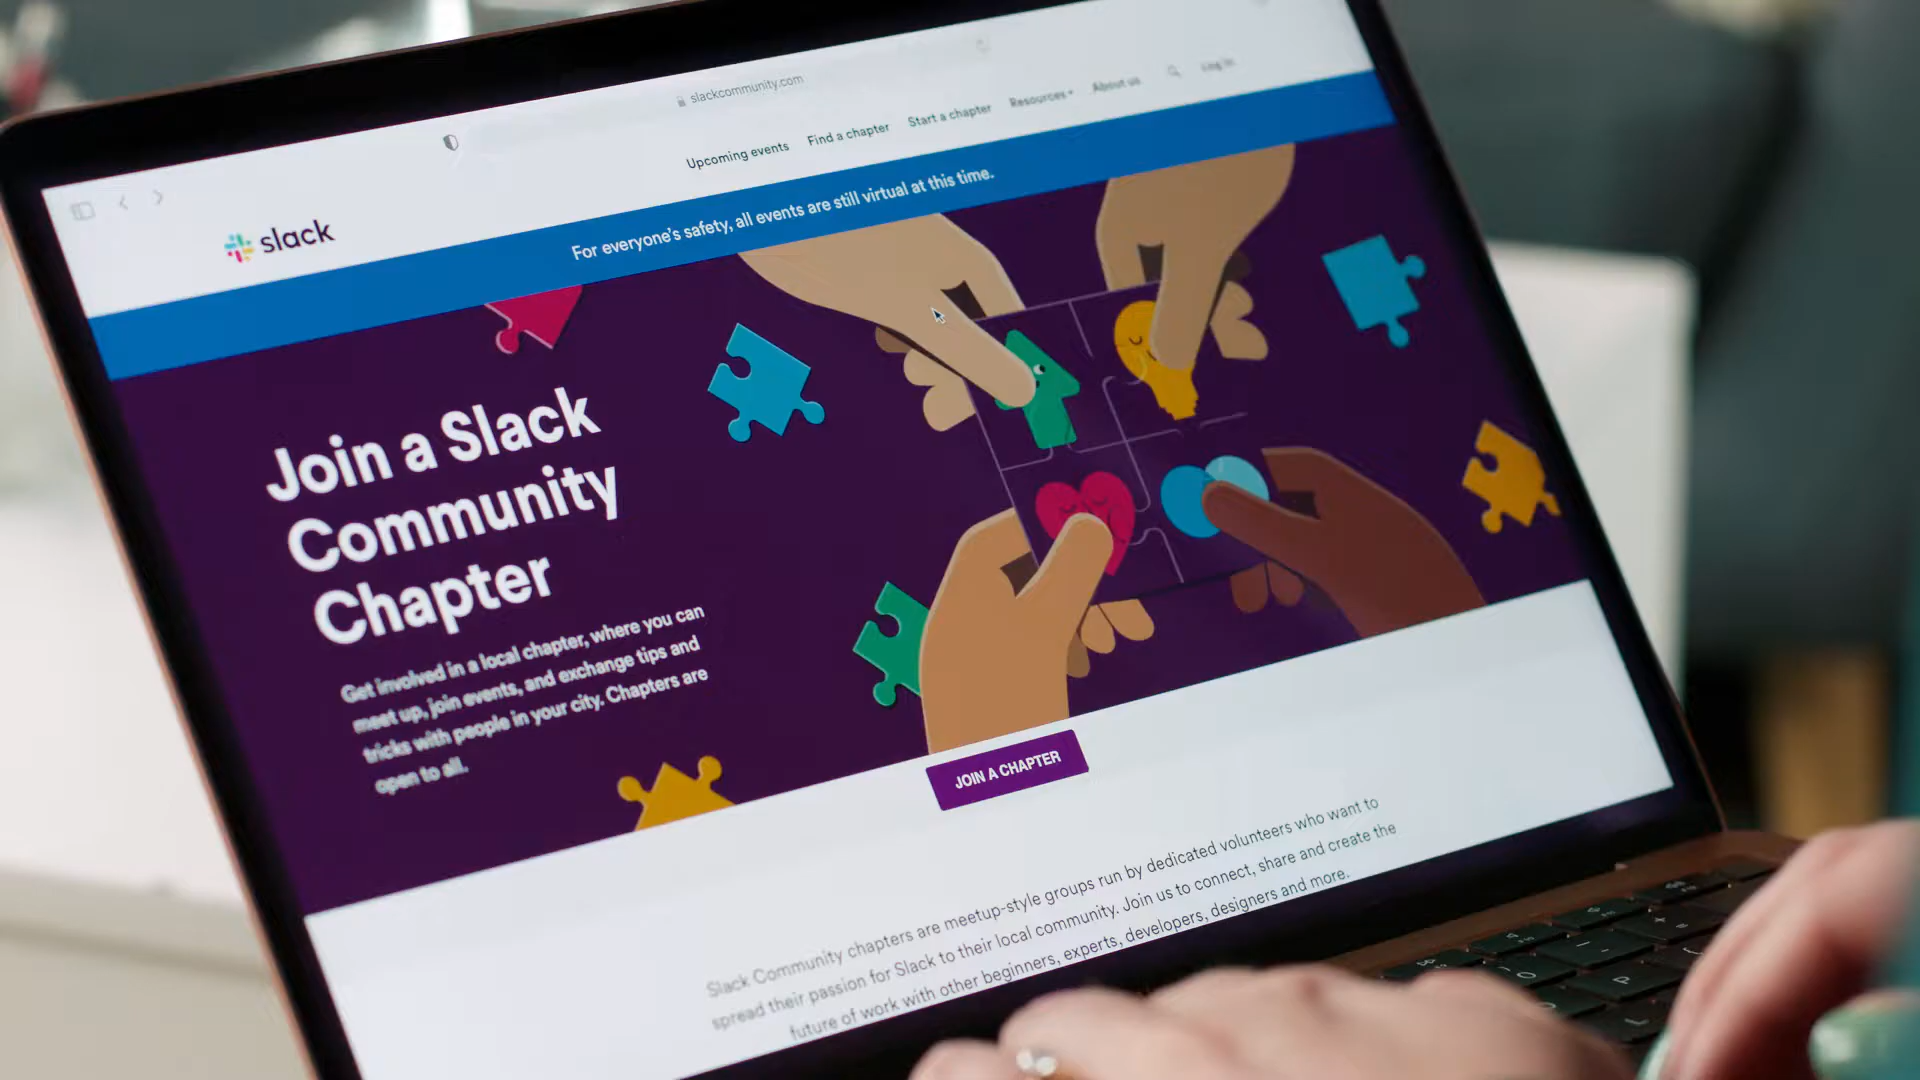 slackcommunity.com
Upcoming events Find a chapter Start a chapter Resources About us Log in
slack
For everyone's safety, all events are still virtual at this time.
Join a Slack
Community
Chapter
Get involved in a local chapter, where you can
meet up, join events, and exchange tips and
tricks with people in your city. Chapters are
open to all.
JOIN A CHAPTER
Slack Community chapters are meetup-style groups run by dedicated volunteers who want to
spread their passion for Slack to their local community. Join us to connect, share and create the
future of work with other beginners, experts, developers, designers and more.
P
L